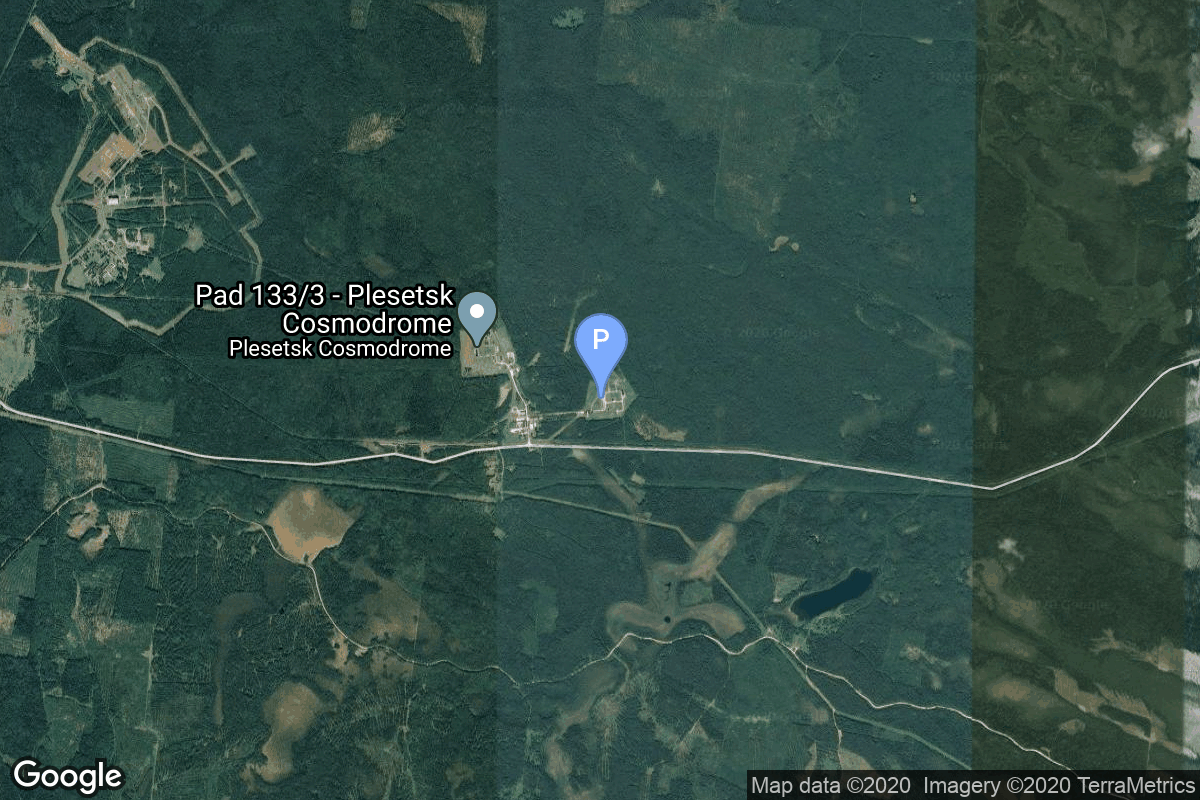 Pad 133/3 - Plesetsk
Cosmodrome
Plesetsk Cosmodrome
P
Google
Map data ©2020 Imagery ©2020 TerraMetrics